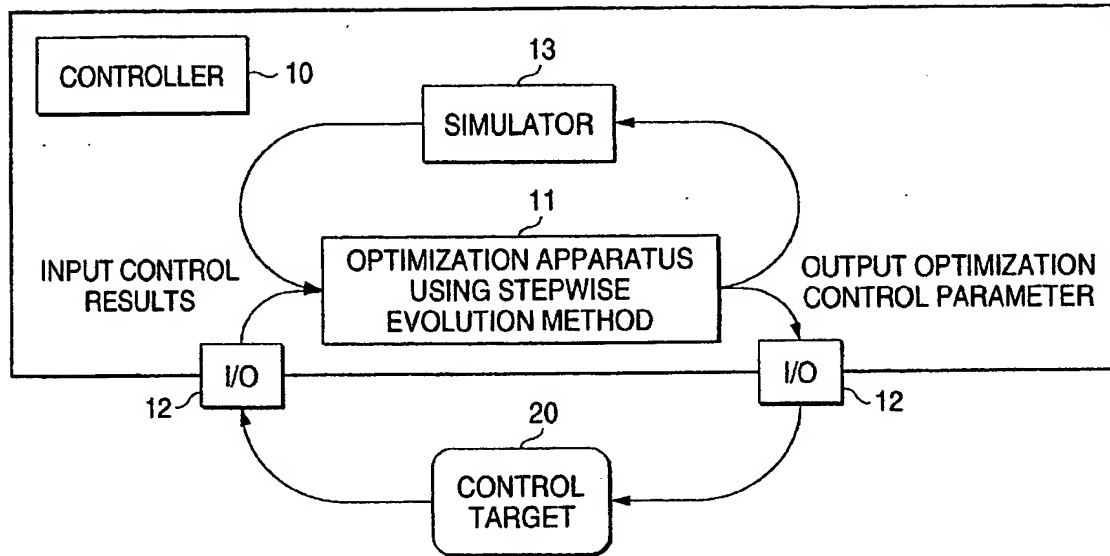 CONTROLLER
10
13
SIMULATOR
11
OPTIMIZATION APPARATUS
USING STEPWISE
EVOLUTION METHOD
INPUT CONTROL
RESULTS
OUTPUT OPTIMIZATION
CONTROL PARAMETER
I/O
12
I/O
12
20
CONTROL
TARGET